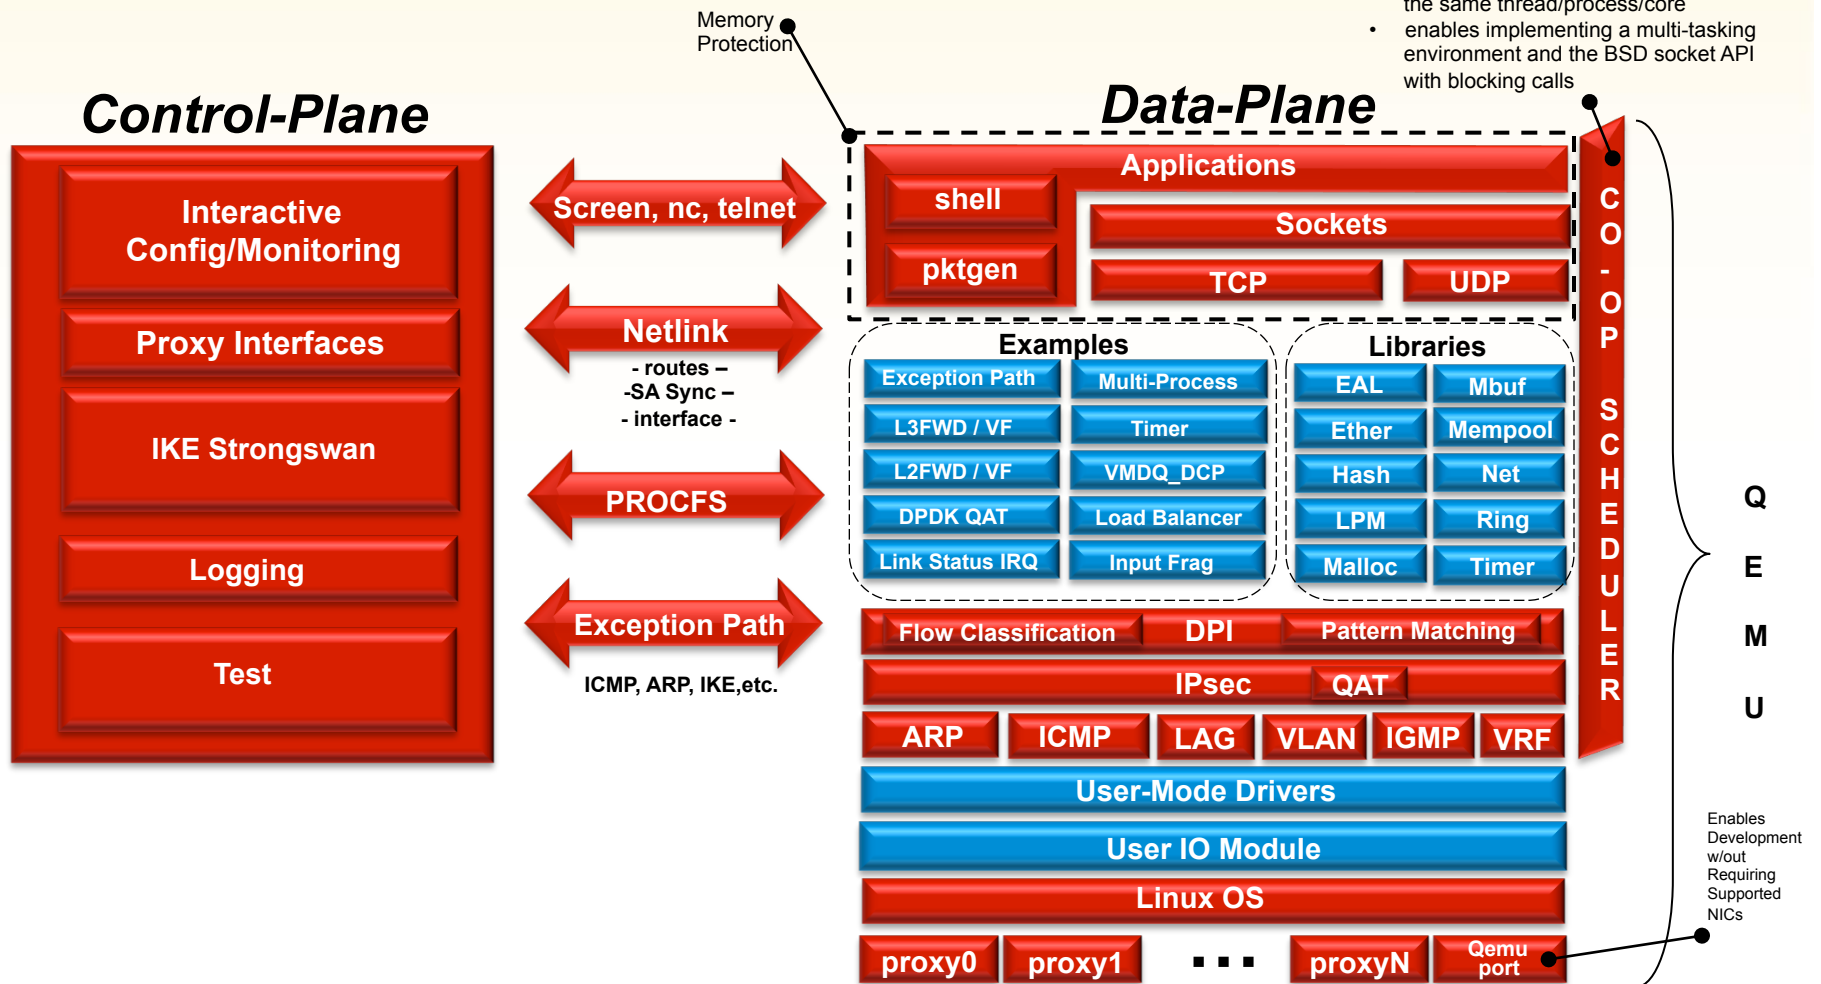 the same thread/process/core
• enables implementing a multi-tasking
environment and the BSD socket API
with blocking calls
Memory
Protection
Control-Plane
Data-Plane
Interactive
Config/Monitoring
Proxy Interfaces
IKE Strongswan
Logging
Test
Screen, nc, telnet
Netlink
- routes –
-SA Sync –
- interface -
PROCFS
Exception Path
ICMP, ARP, IKE,etc.
Applications
shell
pktgen
Sockets
TCP
UDP
Examples
Exception Path
Multi-Process
L3FWD / VF
Timer
L2FWD / VF
VMDQ_DCP
DPDK QAT
Load Balancer
Link Status IRQ
Input Frag
Libraries
EAL
Mbuf
Ether
Mempool
Hash
Net
LPM
Ring
Malloc
Timer
Flow Classification
DPI
Pattern Matching
IPsec
QAT
ARP
ICMP
LAG
VLAN
IGMP
VRF
User-Mode Drivers
User IO Module
Linux OS
proxy0
proxy1
...
proxyN
Qemu
port
CO-OP SCHEDULER
QEMU
Enables
Development
w/out
Requiring
Supported
NICs